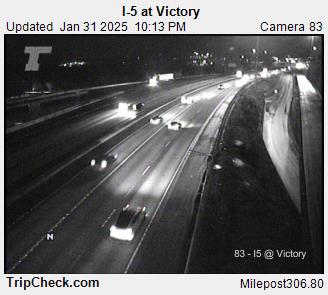 I-5 at Victory
Updated Jan 31 2025 10:13 PM Camera 83
T
N
83 - I5 @ Victory
TripCheck.com Milepost306.80